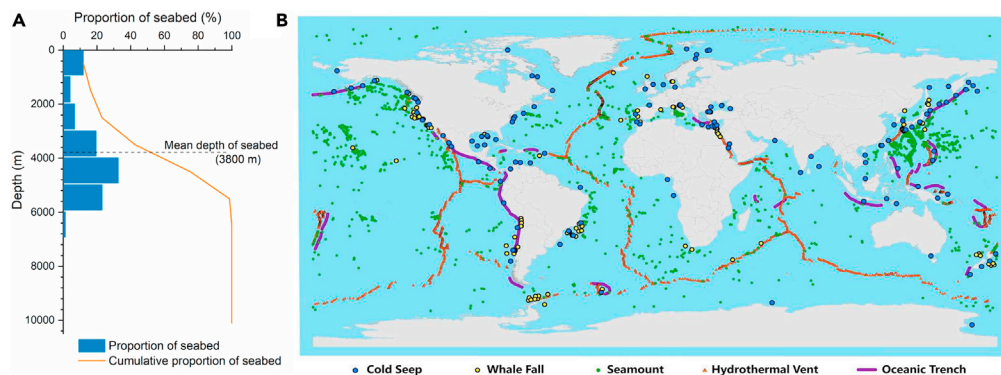 A
Proportion of seabed (%)
0 20 40 60 80 100
0
2000
4000
6000
8000
10000
Depth (m)
Mean depth of seabed
(3800 m)
Proportion of seabed
Cumulative proportion of seabed
B
Cold Seep Whale Fall Seamount Hydrothermal Vent Oceanic Trench